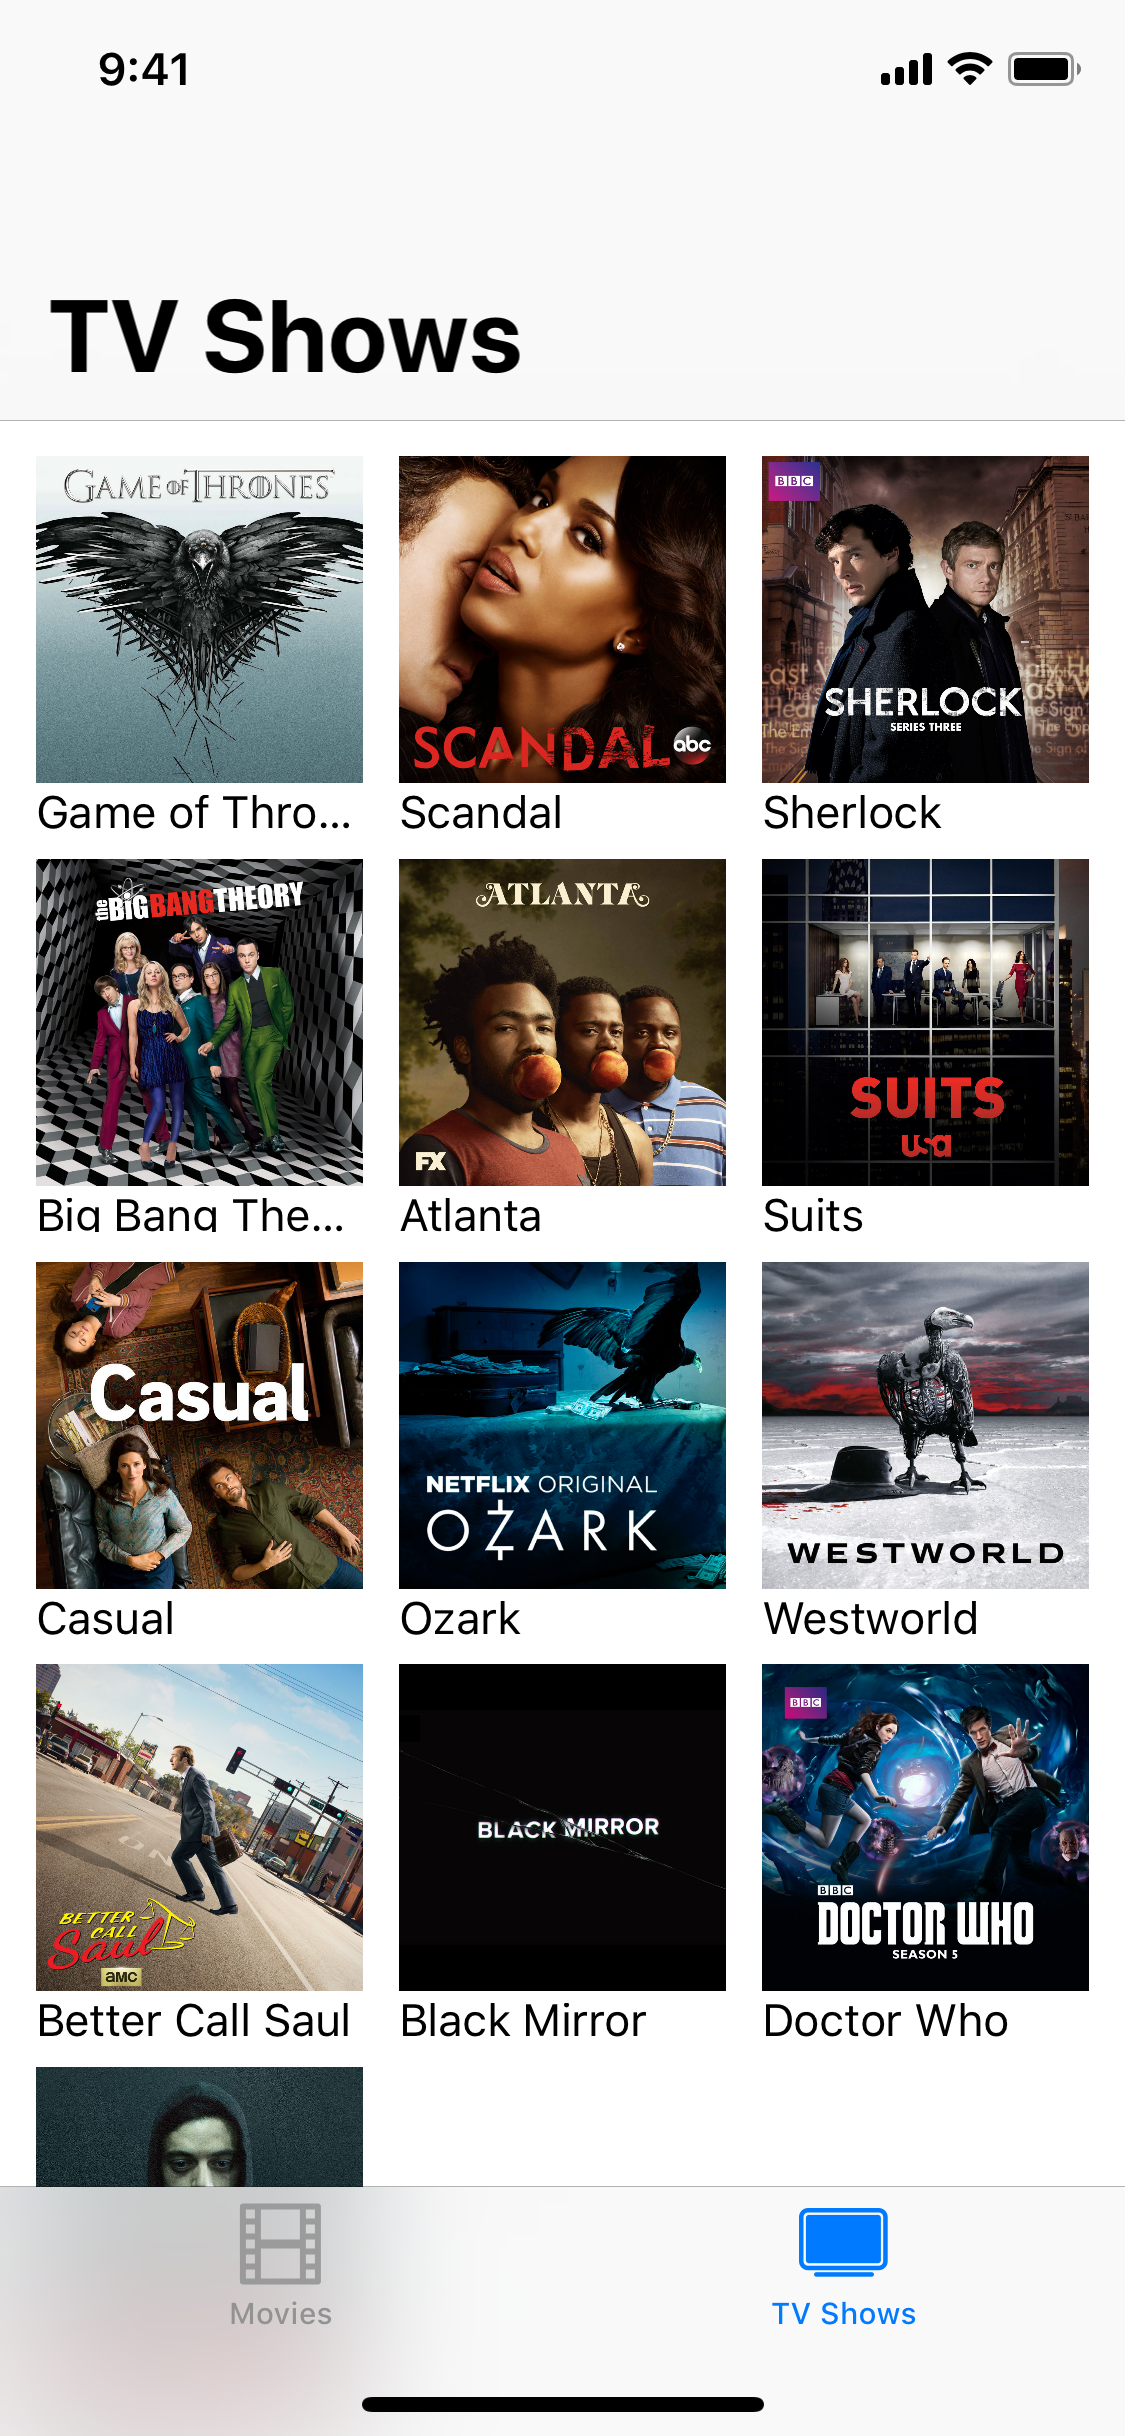 9:41
TV Shows
GAME OF THRONES
SCANDAL abc
BBC
SHERLOCK
SERIES THREE
Game of Thro...
Scandal
Sherlock
the BIG BANG THEORY
ATLANTA
FX
SUITS
usa
Big Bang The...
Atlanta
Suits
Casual
NETFLIX ORIGINAL
OZARK
WESTWORLD
Casual
Ozark
Westworld
BETTER
CALL
Saul
amc
BLACK MIRROR
BBC
BBC
DOCTOR WHO
SEASON 5
Better Call Saul
Black Mirror
Doctor Who
Movies
TV Shows